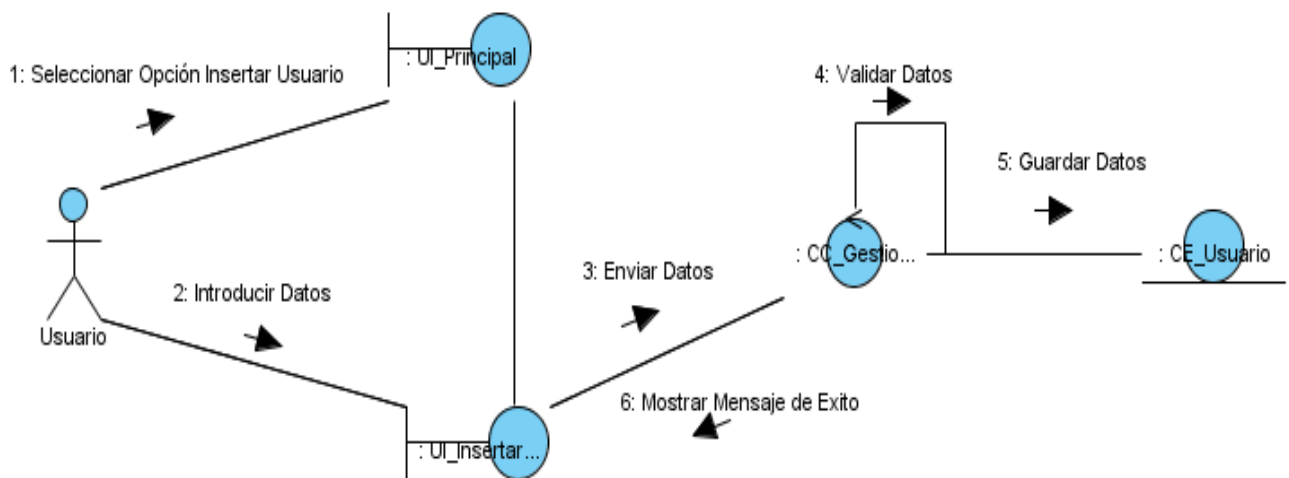 : UI_Principal
1: Seleccionar Opción Insertar Usuario
4: Validar Datos
5: Guardar Datos
: CC_Gestio...
: CE_Usuario
3: Enviar Datos
2: Introducir Datos
Usuario
6: Mostrar Mensaje de Exito
: UI_Insertar...